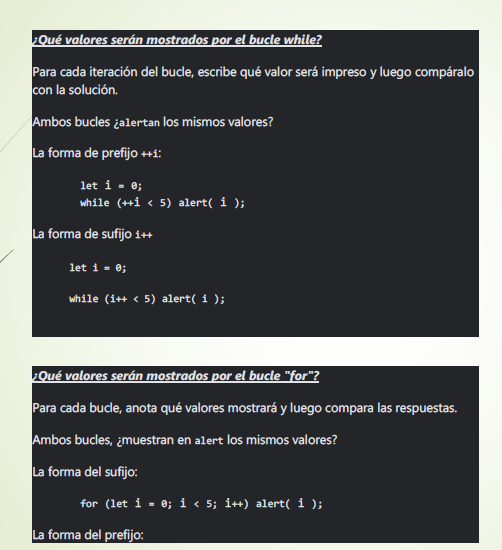 ¿Qué valores serán mostrados por el bucle while?
Para cada iteración del bucle, escribe qué valor será impreso y luego compáralo
con la solución.
Ambos bucles ¿alertan los mismos valores?
La forma de prefijo ++i:
let i = 0;
while (++i < 5) alert( i );
La forma de sufijo i++
let i = 0;
while (i++ < 5) alert( i );
¿Qué valores serán mostrados por el bucle "for"?
Para cada bucle, anota qué valores mostrará y luego compara las respuestas.
Ambos bucles, ¿muestran en alert los mismos valores?
La forma del sufijo:
for (let i = 0; i < 5; i++) alert( i );
La forma del prefijo: